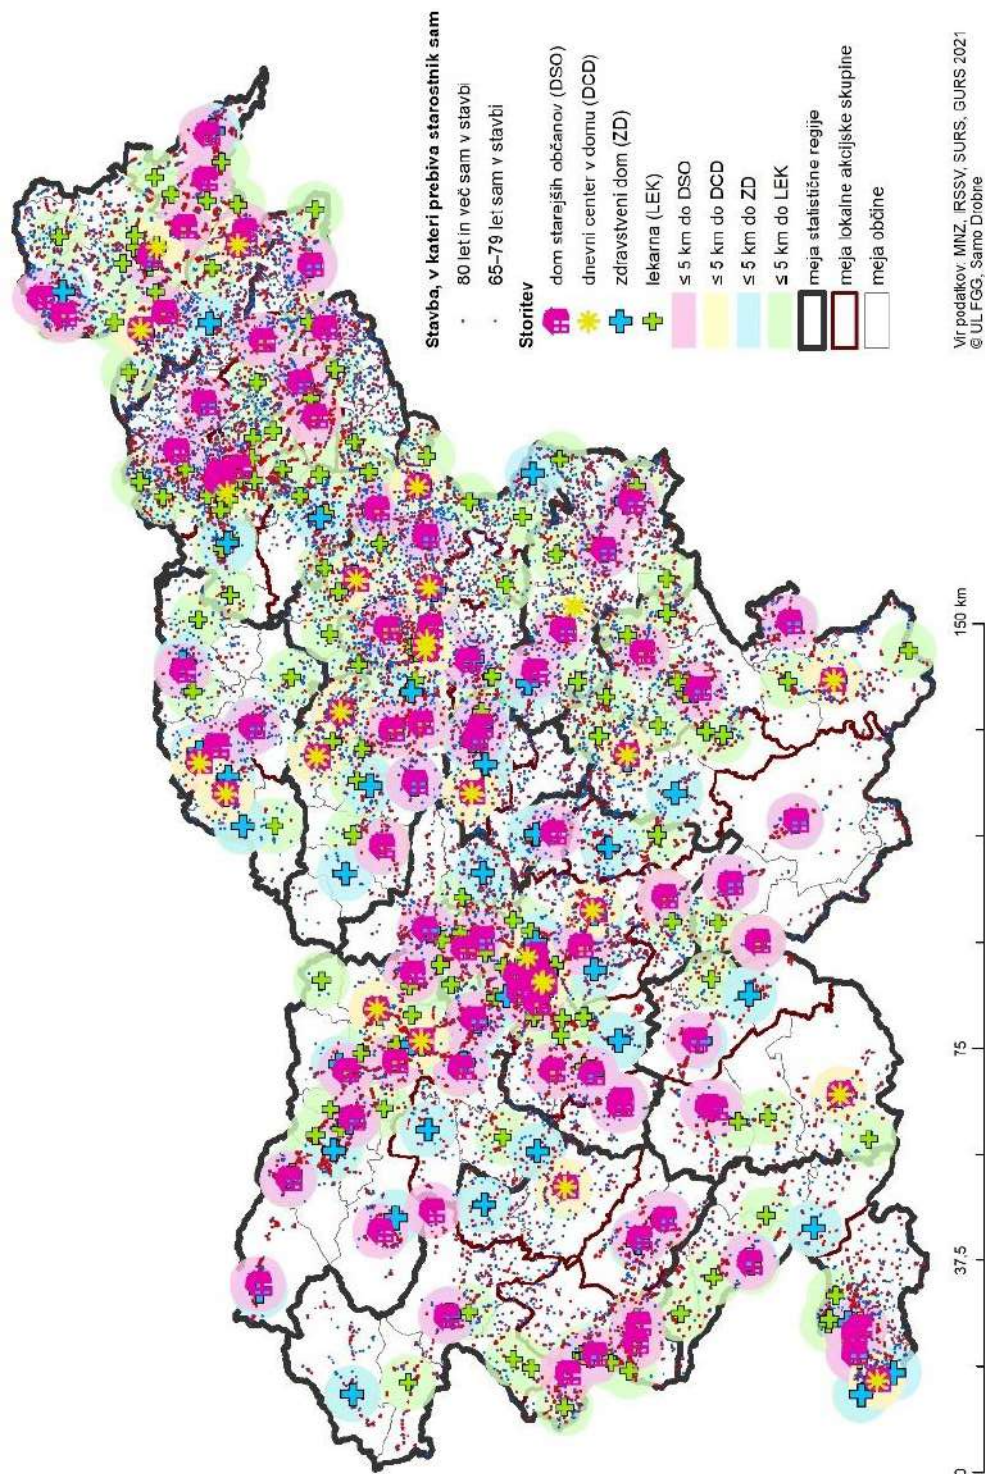 Stavba, v kateri prebiva starostnik sam
80 let in več sam v stavbi
65–79 let sam v stavbi
Storitev
dom starejših občanov (DSO)
dnevni center v domu (DCD)
zdravstveni dom (ZD)
lekarna (LEK)
≤ 5 km do DSO
≤ 5 km do DCD
≤ 5 km do ZD
≤ 5 km do LEK
meja statistične regije
meja lokalne akcijske skupine
meja občine
Vir podatkov: MNZ, IRSSV, SURS, GURS 2021
© UL FGG, Samo Drobne
0 37,5 75 150 km